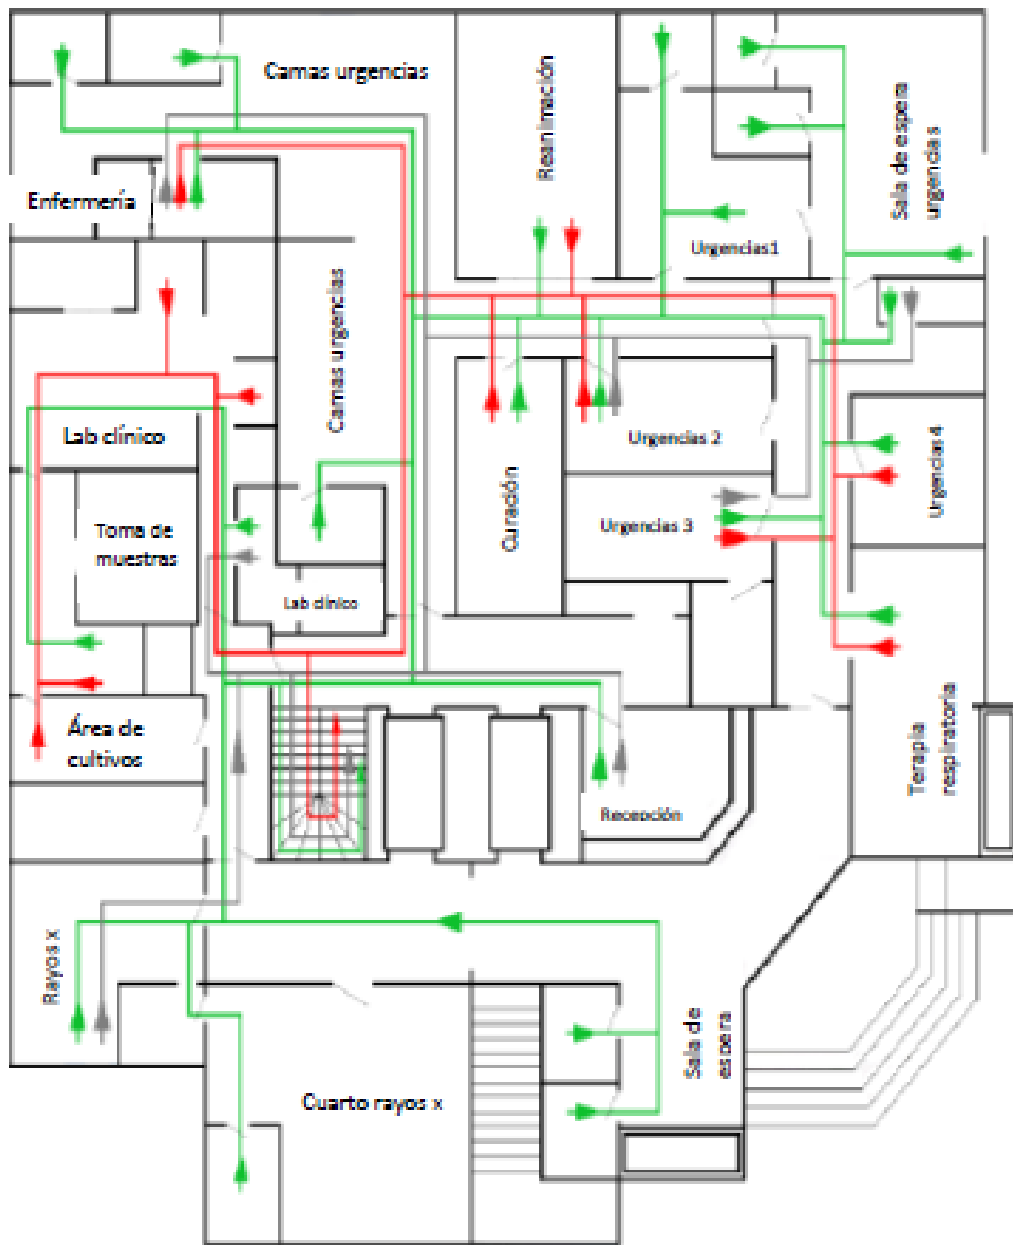 Camas urgencias
Reanimación
Sala de espera
urgencias
Enfermería
Urgencias1
Camas urgencias
Lab clínico
Urgencias 2
Curación
Urgencias 4
Toma de
muestras
Urgencias 3
Lab clínico
Área de
cultivos
Terapia
respiratoria
Recepción
Rayos x
Sala de
espera
Cuarto rayos x